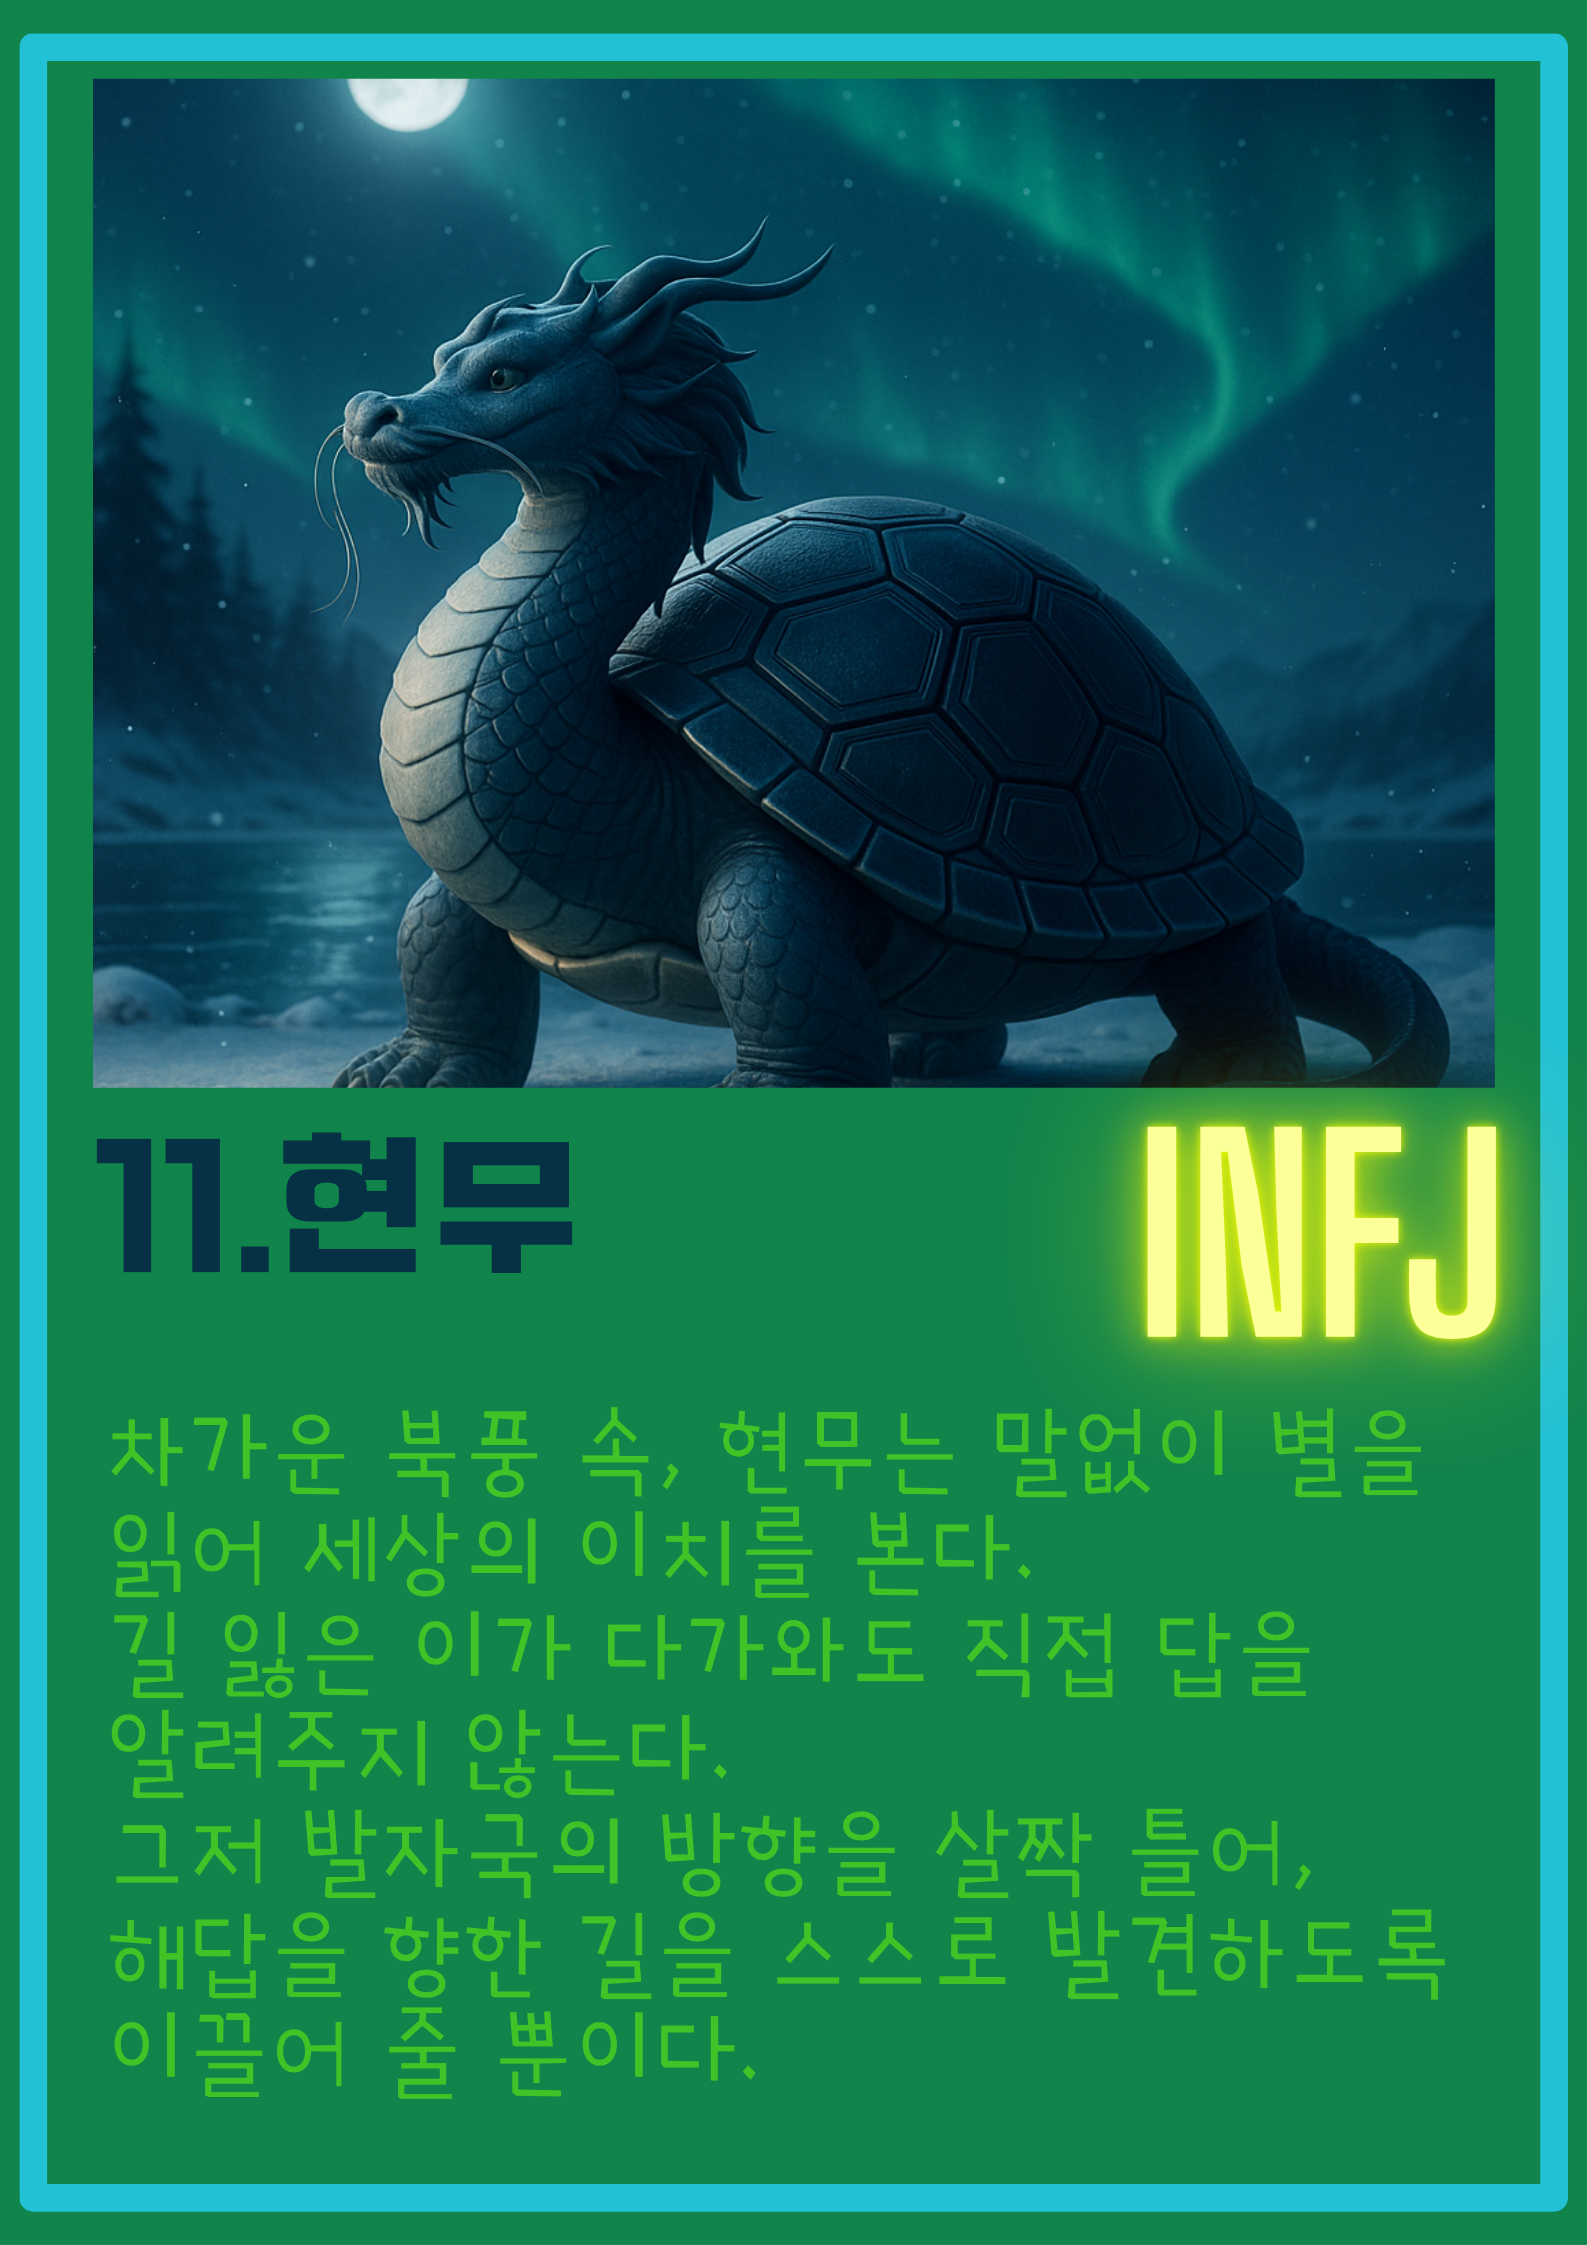 11.현무
INFJ
차가운 북풍 속, 현무는 말없이 별을
읽어 세상의 이치를 본다.
길 잃은 이가 다가와도 직접 답을
알려주지 않는다.
그저 발자국의 방향을 살짝 틀어,
해답을 향한 길을 스스로 발견하도록
이끌어 줄 뿐이다.